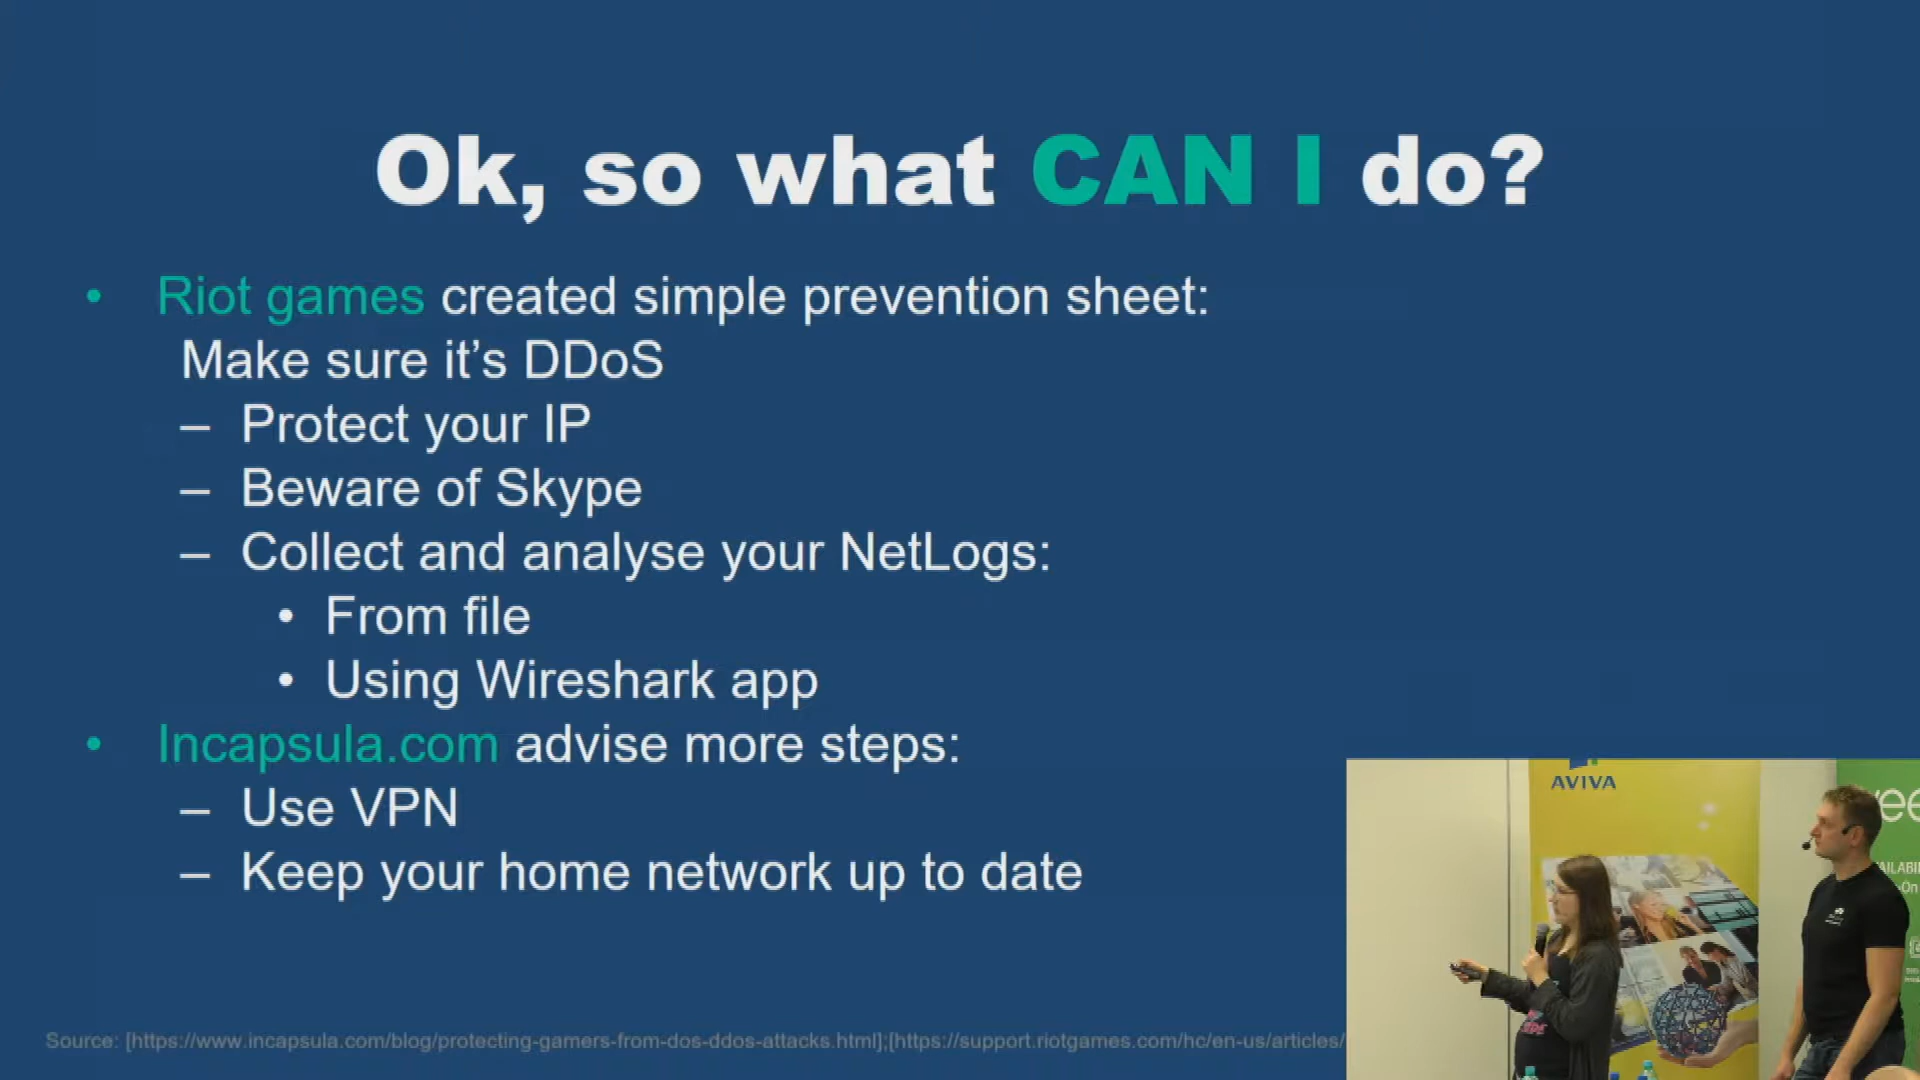 Ok, so what CAN I do?
• Riot games created simple prevention sheet:
Make sure it’s DDoS
– Protect your IP
– Beware of Skype
– Collect and analyse your NetLogs:
• From file
• Using Wireshark app
• Incapsula.com advise more steps:
– Use VPN
– Keep your home network up to date
Source: [https://www.incapsula.com/blog/protecting-gamers-from-dos-ddos-attacks.html];[https://support.riotgames.com/hc/en-us/articles/
AVIVA